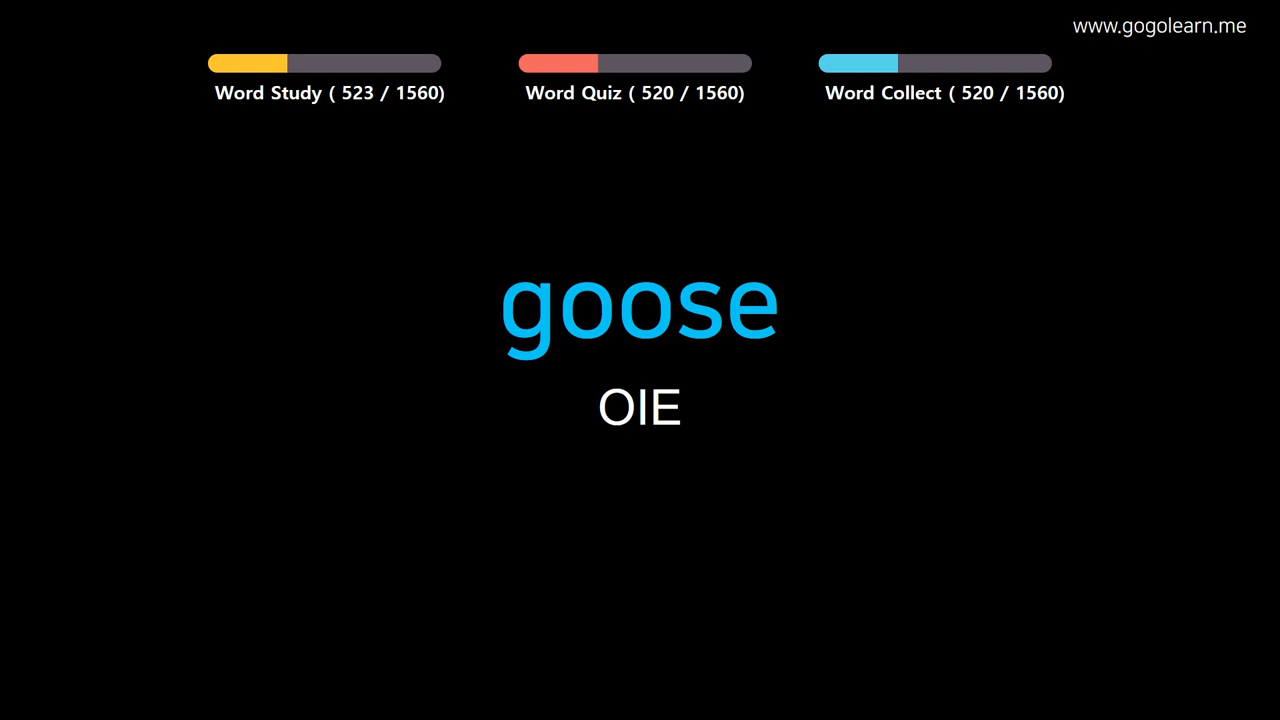 www.gogolearn.me
Word Study ( 523 / 1560)
Word Quiz ( 520 / 1560)
Word Collect ( 520 / 1560)
goose
OIE